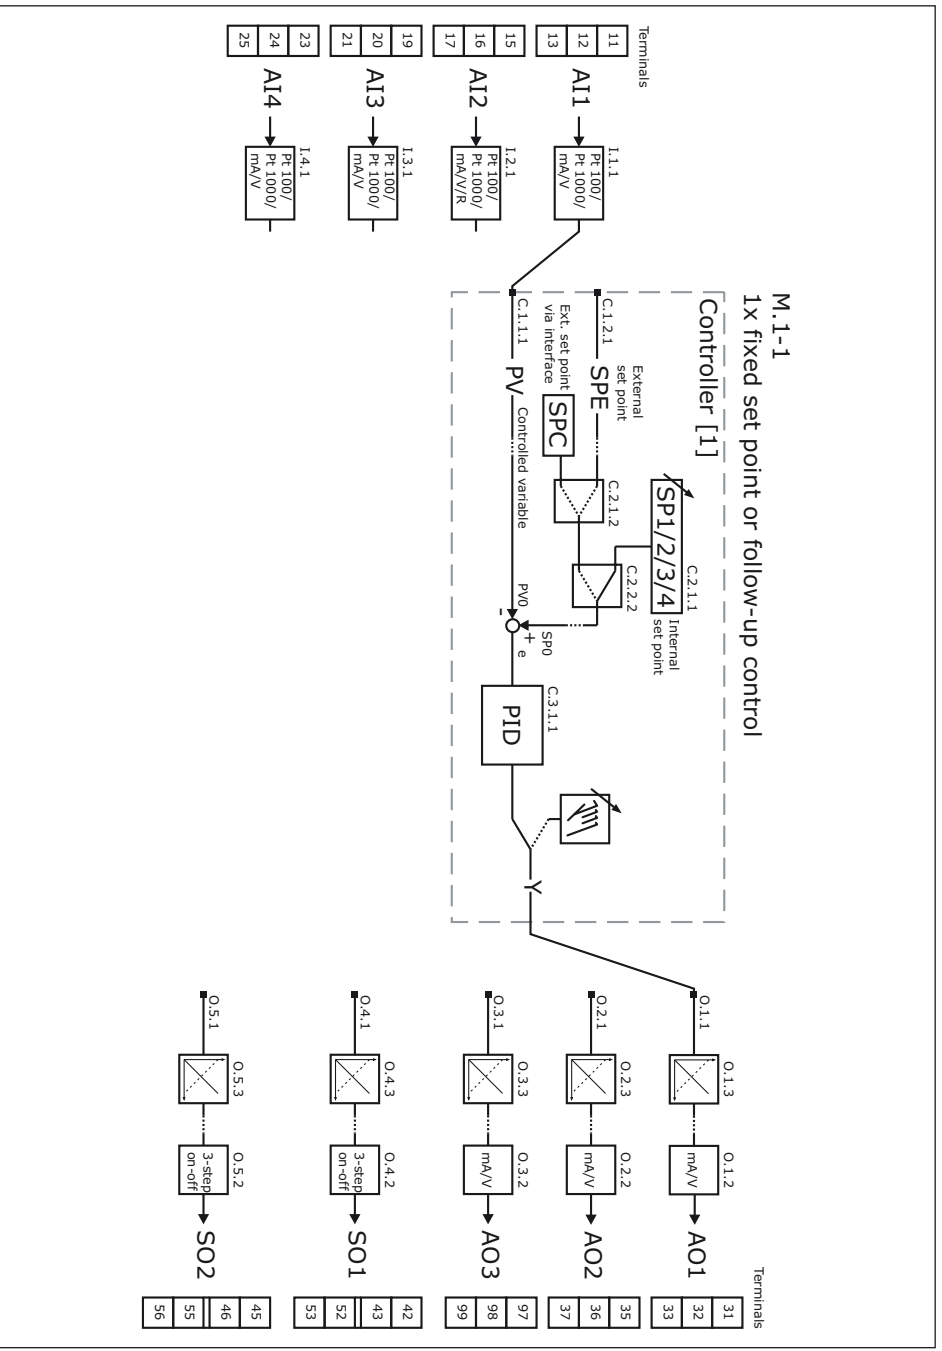 M.1-1
1x fixed set point or follow-up control
Controller [1]
Terminals
11
12
13
AI1
I.1.1
Pt 100/
Pt 1000/
mA/V
15
16
17
AI2
I.2.1
Pt 100/
Pt 1000/
mA/V/R
19
20
21
AI3
I.3.1
Pt 100/
Pt 1000/
mA/V
23
24
25
AI4
I.4.1
Pt 100/
Pt 1000/
mA/V
C.2.1.1
SP1/2/3/4
Internal
set point
External
set point
C.1.2.1
SPE
C.2.1.2
C.2.2.2
Ext. set point
via interface
SPC
C.1.1.1
PV
Controlled variable
PV0
-
SP0
+
e
C.3.1.1
PID
Y
Terminals
O.1.1
O.1.3
O.1.2
mA/V
AO1
31
32
33
O.2.1
O.2.3
O.2.2
mA/V
AO2
35
36
37
O.3.1
O.3.3
O.3.2
mA/V
AO3
97
98
99
O.4.1
O.4.3
O.4.2
3-step
on-off
SO1
42
43
52
53
O.5.1
O.5.3
O.5.2
3-step
on-off
SO2
45
46
55
56